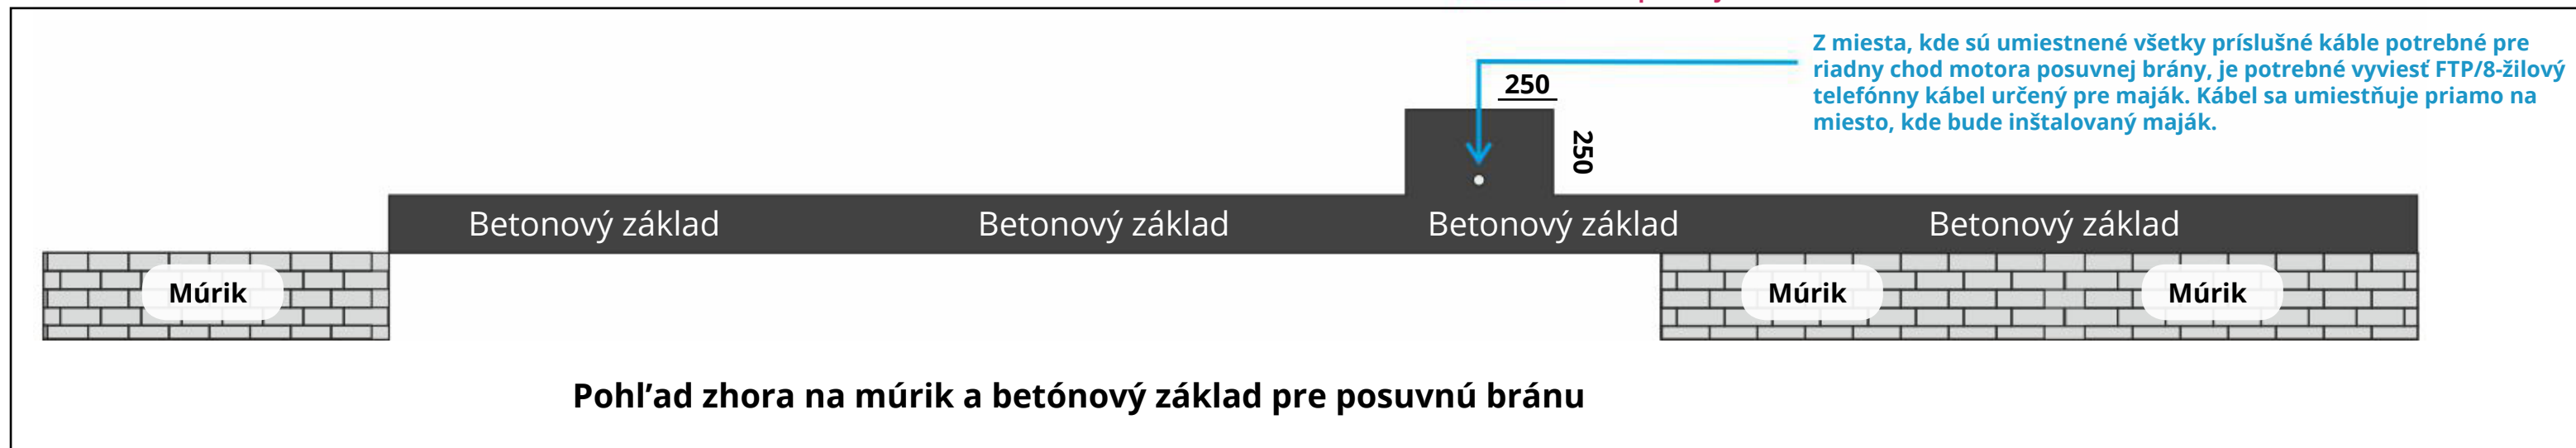 Z miesta, kde sú umiestnené všetky príslušné káble potrebné pre
riadny chod motora posuvnej brány, je potrebné vyviesť FTP/8-žilový
telefónny kábel určený pre maják. Kábel sa umiestňuje priamo na
miesto, kde bude inštalovaný maják.
250
250
Betonový základ Betonový základ Betonový základ Betonový základ
Múrik Múrik Múrik
Pohľad zhora na múrik a betónový základ pre posuvnú bránu